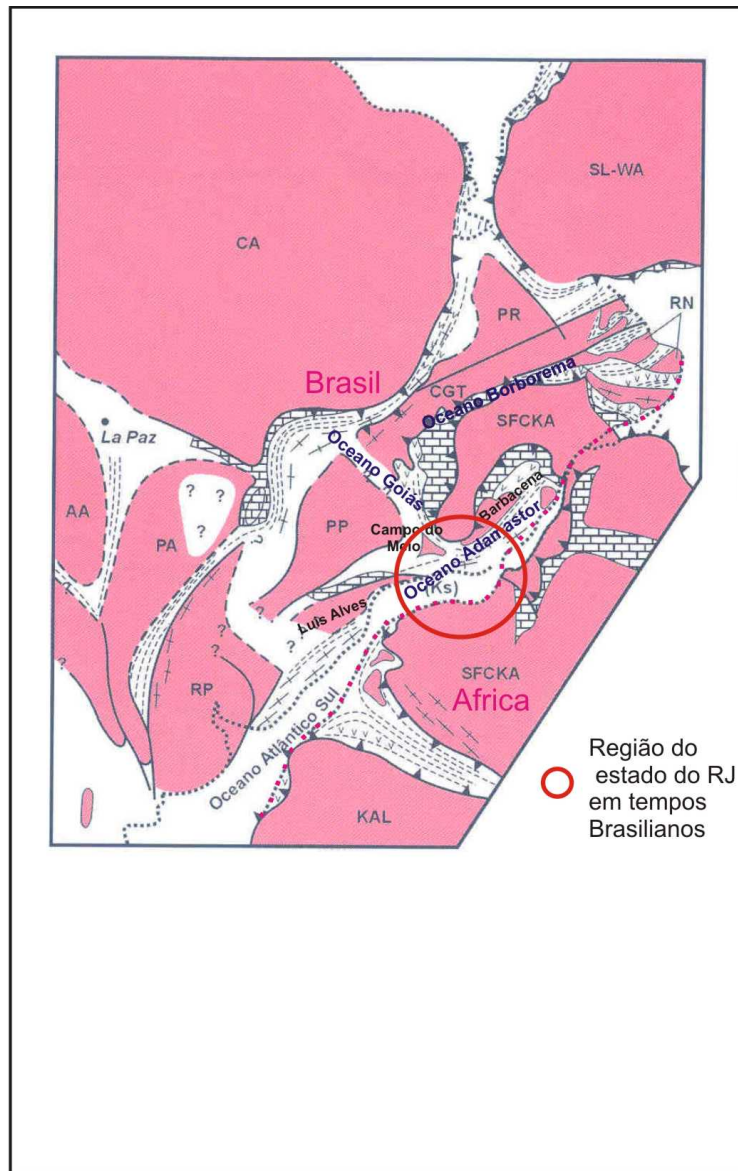 SL-WA
CA
RN
PR
Brasil
CGT
Oceano Borborema
SFCKA
La Paz
Oceano Goiás
AA
?
?
?
?
PA
PP
Campo do
Meio
Barbacena
Oceano Adamastor
(Ks)
?
?
?
?
Luis Alves
?
RP
SFCKA
Africa
Oceano Atlântico Sul
KAL
Região do
estado do RJ
em tempos
Brasilianos